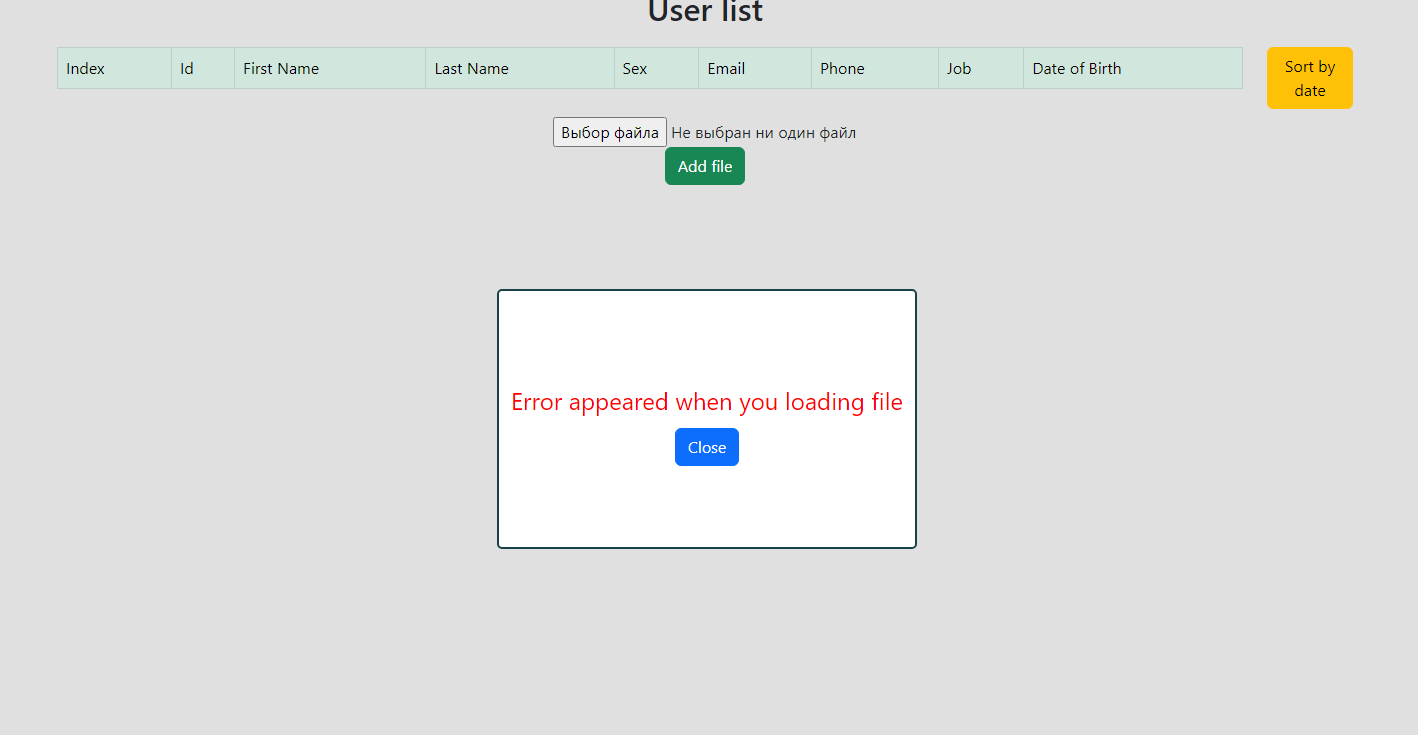 User list
Index Id First Name Last Name Sex Email Phone Job Date of Birth
Sort by
date
Выбор файла Не выбран ни один файл
Add file
Error appeared when you loading file
Close